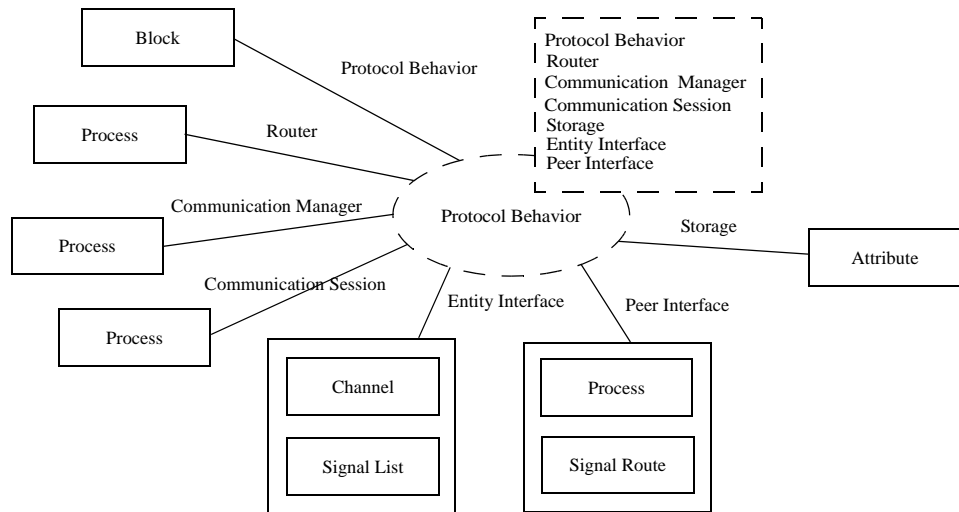 Block
Protocol Behavior
Protocol Behavior
Router
Communication Manager
Communication Session
Storage
Entity Interface
Peer Interface
Process
Router
Communication Manager
Process
Protocol Behavior
Storage
Attribute
Communication Session
Process
Entity Interface
Peer Interface
Channel
Signal List
Process
Signal Route